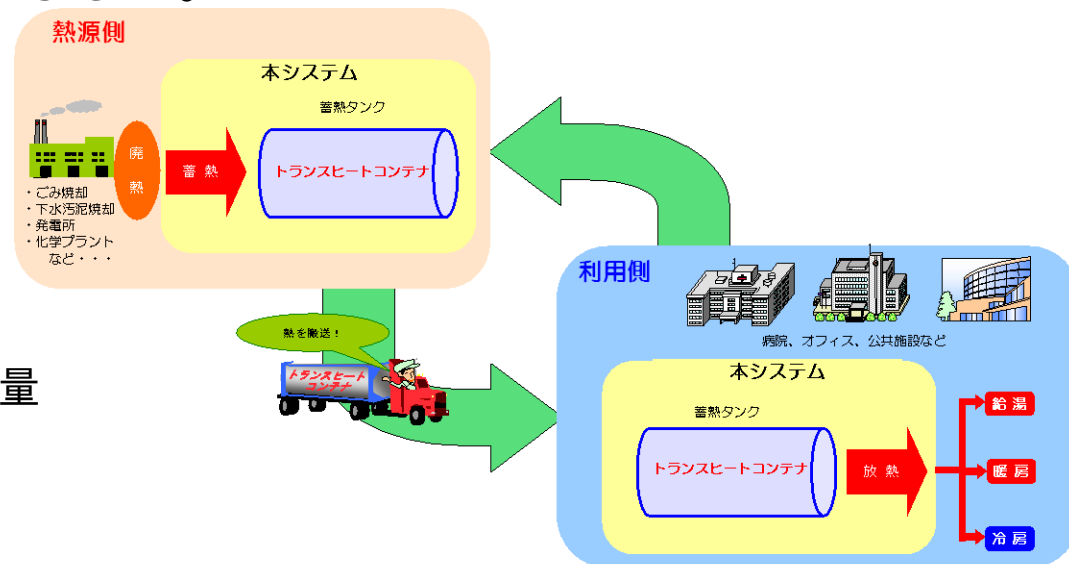 熱源側
本システム
蓄熱タンク
廃熱
蓄 熱
トランスヒートコンテナ
・ごみ焼却
・下水汚泥焼却
・発電所
・化学プラント
など・・・
熱を搬送！
トランスヒート
コンテナ
量
利用側
病院、オフィス、公共施設など
本システム
蓄熱タンク
トランスヒートコンテナ
放 熱
給 湯
暖 房
冷 房